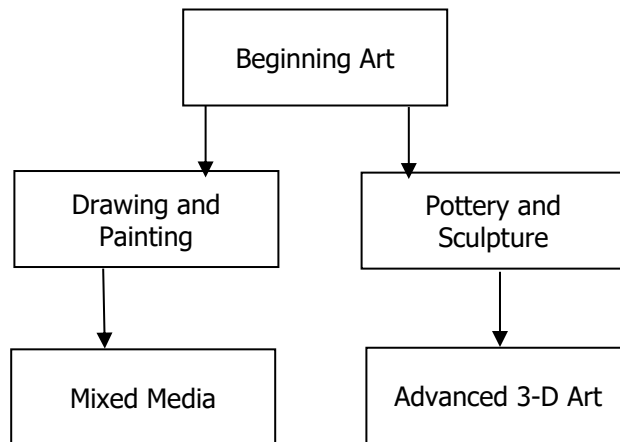 Beginning Art
Drawing and
Painting
Pottery and
Sculpture
Mixed Media
Advanced 3-D Art